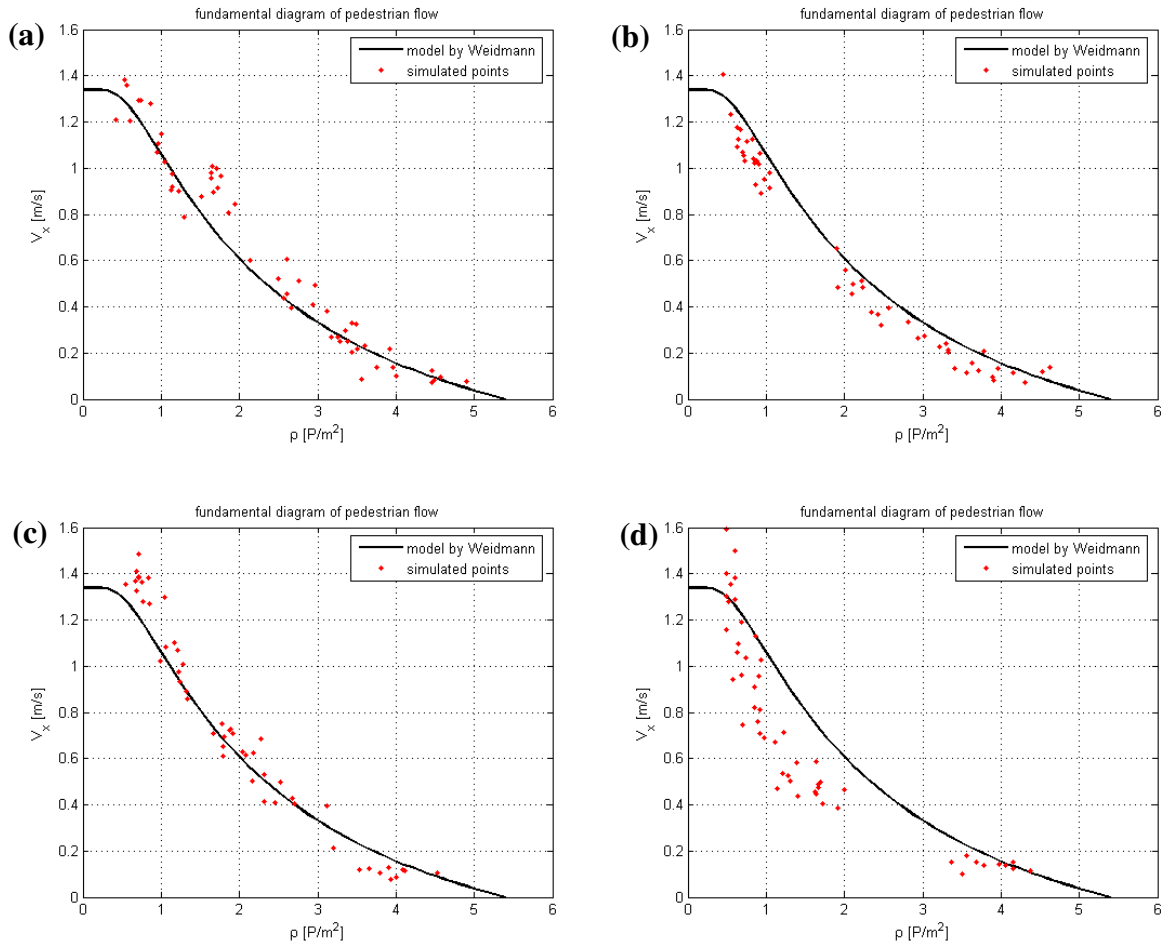 (a)
fundamental diagram of pedestrian flow
model by Weidmann
simulated points
V_x [m/s]
1.6
1.4
1.2
1
0.8
0.6
0.4
0.2
0
0 1 2 3 4 5 6
ρ [P/m²]
(b)
fundamental diagram of pedestrian flow
model by Weidmann
simulated points
V_x [m/s]
1.6
1.4
1.2
1
0.8
0.6
0.4
0.2
0
0 1 2 3 4 5 6
ρ [P/m²]
(c)
fundamental diagram of pedestrian flow
model by Weidmann
simulated points
V_x [m/s]
1.6
1.4
1.2
1
0.8
0.6
0.4
0.2
0
0 1 2 3 4 5 6
ρ [P/m²]
(d)
fundamental diagram of pedestrian flow
model by Weidmann
simulated points
V_x [m/s]
1.6
1.4
1.2
1
0.8
0.6
0.4
0.2
0
0 1 2 3 4 5 6
ρ [P/m²]